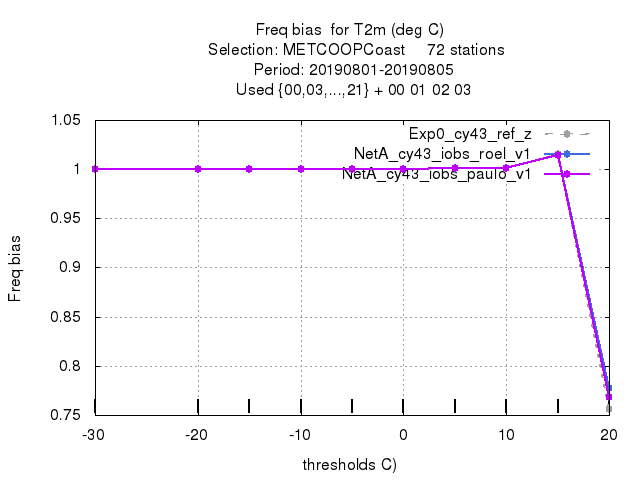 Freq bias for T2m (deg C)
Selection: METCOOPCoast 72 stations
Period: 20190801-20190805
Used {00,03,...,21} + 00 01 02 03
Exp0_cy43_ref_z
NetA_cy43_iobs_roel_v1
NetA_cy43_iobs_paulo_v1
1.05
1
0.95
0.9
0.85
0.8
0.75
Freq bias
-30 -20 -10 0 10 20
thresholds C)